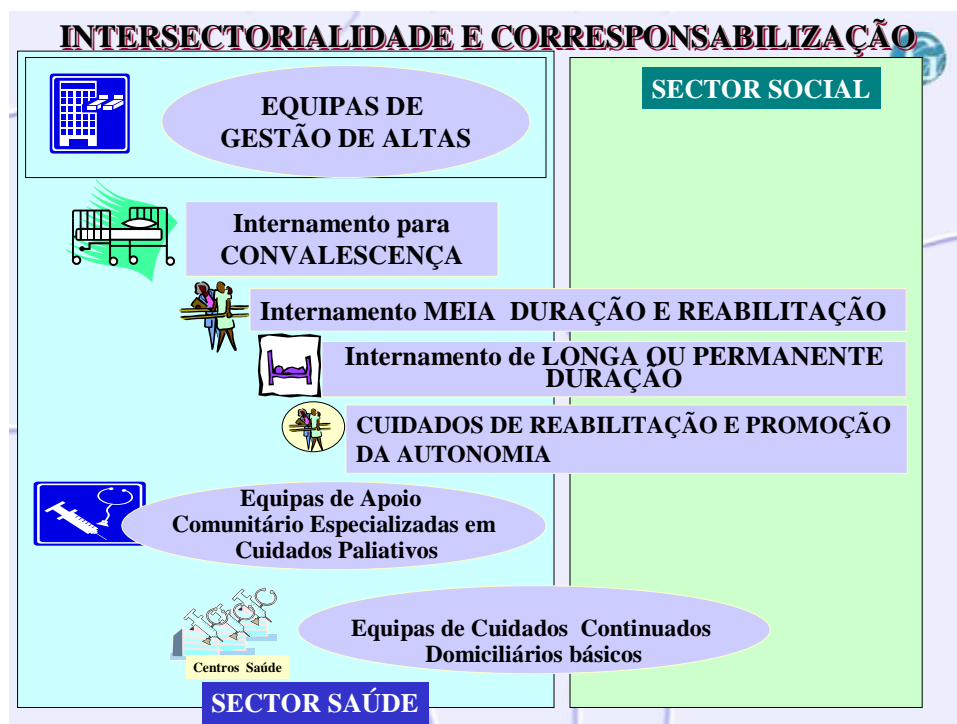 INTERSECTORIALIDADE E CORRESPONSABILIZAÇÃO
SECTOR SOCIAL
EQUIPAS DE
GESTÃO DE ALTAS
Internamento para
CONVALESCENÇA
Internamento MEIA DURAÇÃO E REABILITAÇÃO
Internamento de LONGA OU PERMANENTE
DURAÇÃO
CUIDADOS DE REABILITAÇÃO E PROMOÇÃO
DA AUTONOMIA
Equipas de Apoio
Comunitário Especializadas em
Cuidados Paliativos
Equipas de Cuidados Continuados
Domiciliários básicos
Centros Saúde
SECTOR SAÚDE